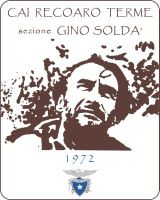 CAI RECOARO TERME
sezione GINO SOLDA'
1972